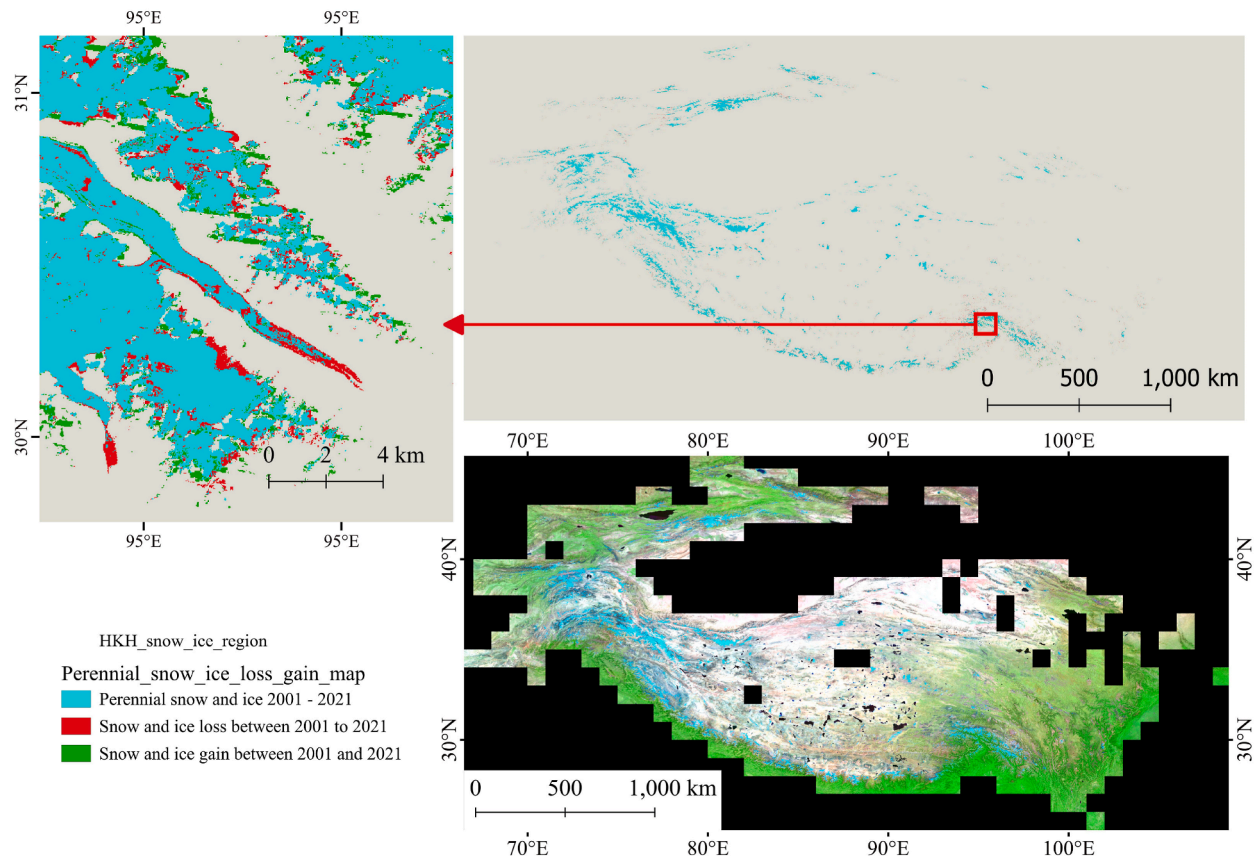 95°E 95°E
31°N
30°N
0 2 4 km
95°E 95°E
0 500 1,000 km
70°E 80°E 90°E 100°E
40°N 40°N
30°N 30°N
0 500 1,000 km
70°E 80°E 90°E 100°E
HKH_snow_ice_region
Perennial_snow_ice_loss_gain_map
Perennial snow and ice 2001 - 2021
Snow and ice loss between 2001 to 2021
Snow and ice gain between 2001 and 2021